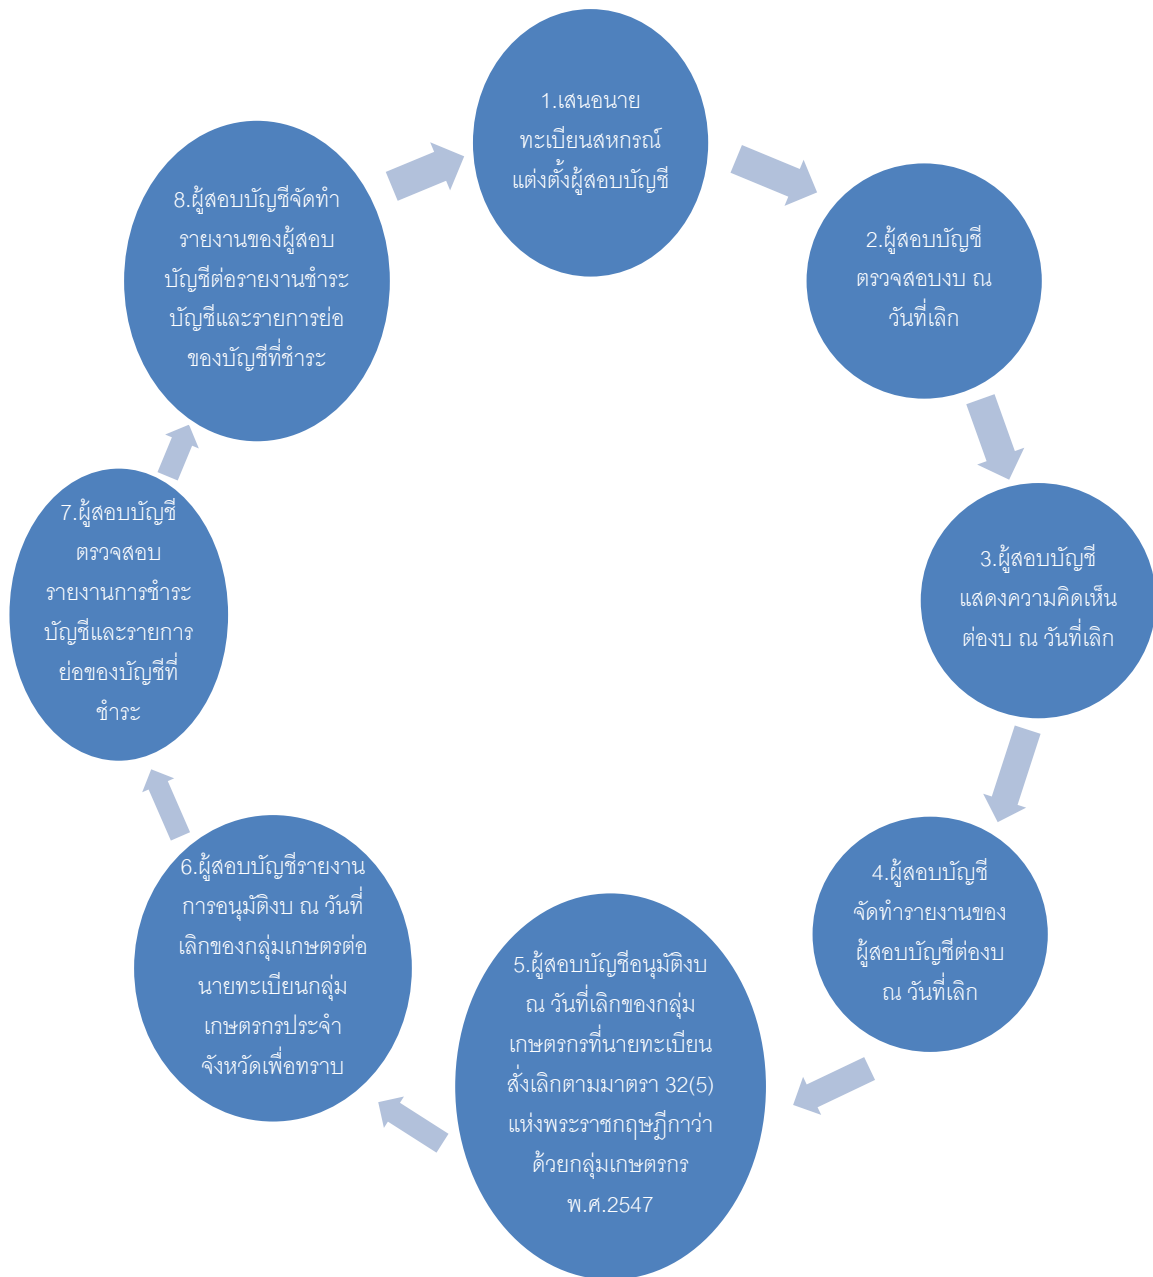 1.เสนอนาย
ทะเบียนสหกรณ์
แต่งตั้งผู้สอบบัญชี
2.ผู้สอบบัญชี
ตรวจสอบงบ ณ
วันที่เลิก
3.ผู้สอบบัญชี
แสดงความคิดเห็น
ต่องบ ณ วันที่เลิก
4.ผู้สอบบัญชี
จัดทำรายงานของ
ผู้สอบบัญชีต่องบ
ณ วันที่เลิก
5.ผู้สอบบัญชีอนุมัติงบ
ณ วันที่เลิกของกลุ่ม
เกษตรกรที่นายทะเบียน
สั่งเลิกตามมาตรา 32(5)
แห่งพระราชกฤษฎีกาว่า
ด้วยกลุ่มเกษตรกร
พ.ศ.2547
6.ผู้สอบบัญชีรายงาน
การอนุมัติงบ ณ วันที่
เลิกของกลุ่มเกษตรต่อ
นายทะเบียนกลุ่ม
เกษตรกรประจำ
จังหวัดเพื่อทราบ
7.ผู้สอบบัญชี
ตรวจสอบ
รายงานการชำระ
บัญชีและรายการ
ย่อของบัญชีที่
ชำระ
8.ผู้สอบบัญชีจัดทำ
รายงานของผู้สอบ
บัญชีต่อรายงานชำระ
บัญชีและรายการย่อ
ของบัญชีที่ชำระ